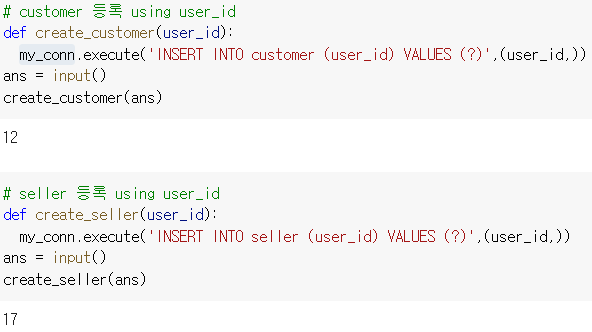 # customer 등록 using user_id
def create_customer(user_id):
  my_conn.execute('INSERT INTO customer (user_id) VALUES (?)',(user_id,))
ans = input()
create_customer(ans)
12
# seller 등록 using user_id
def create_seller(user_id):
  my_conn.execute('INSERT INTO seller (user_id) VALUES (?)',(user_id,))
ans = input()
create_seller(ans)
17